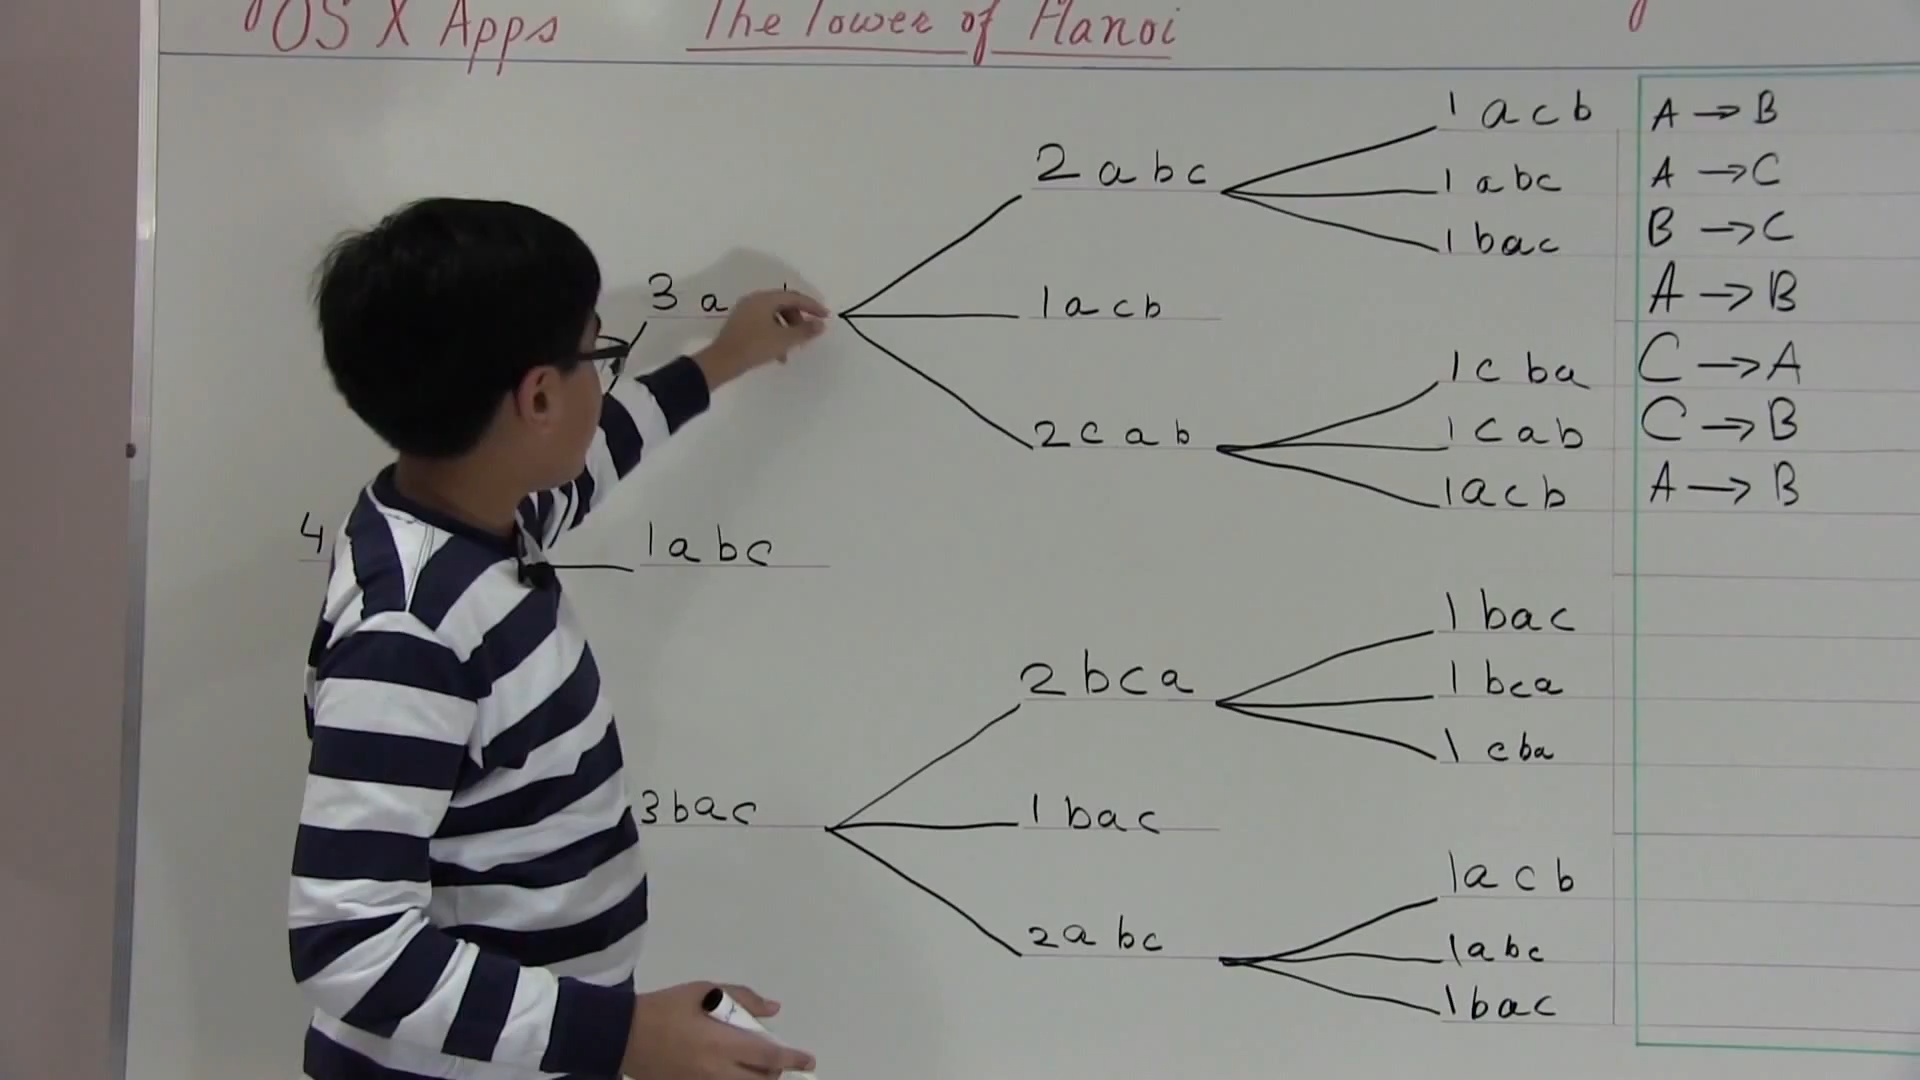 OS X Apps The Tower of Hanoi
1 a c b A → B
2 a b c
1 a b c A → C
1 b a c B → C
3 a
1 a c b A → B
1 c b a C → A
2 c a b
1 c a b C → B
1 a c b A → B
4
1 a b c
1 b a c
2 b c a
1 b c a
1 c b a
3 b a c
1 b a c
1 a c b
2 a b c
1 a b c
1 b a c